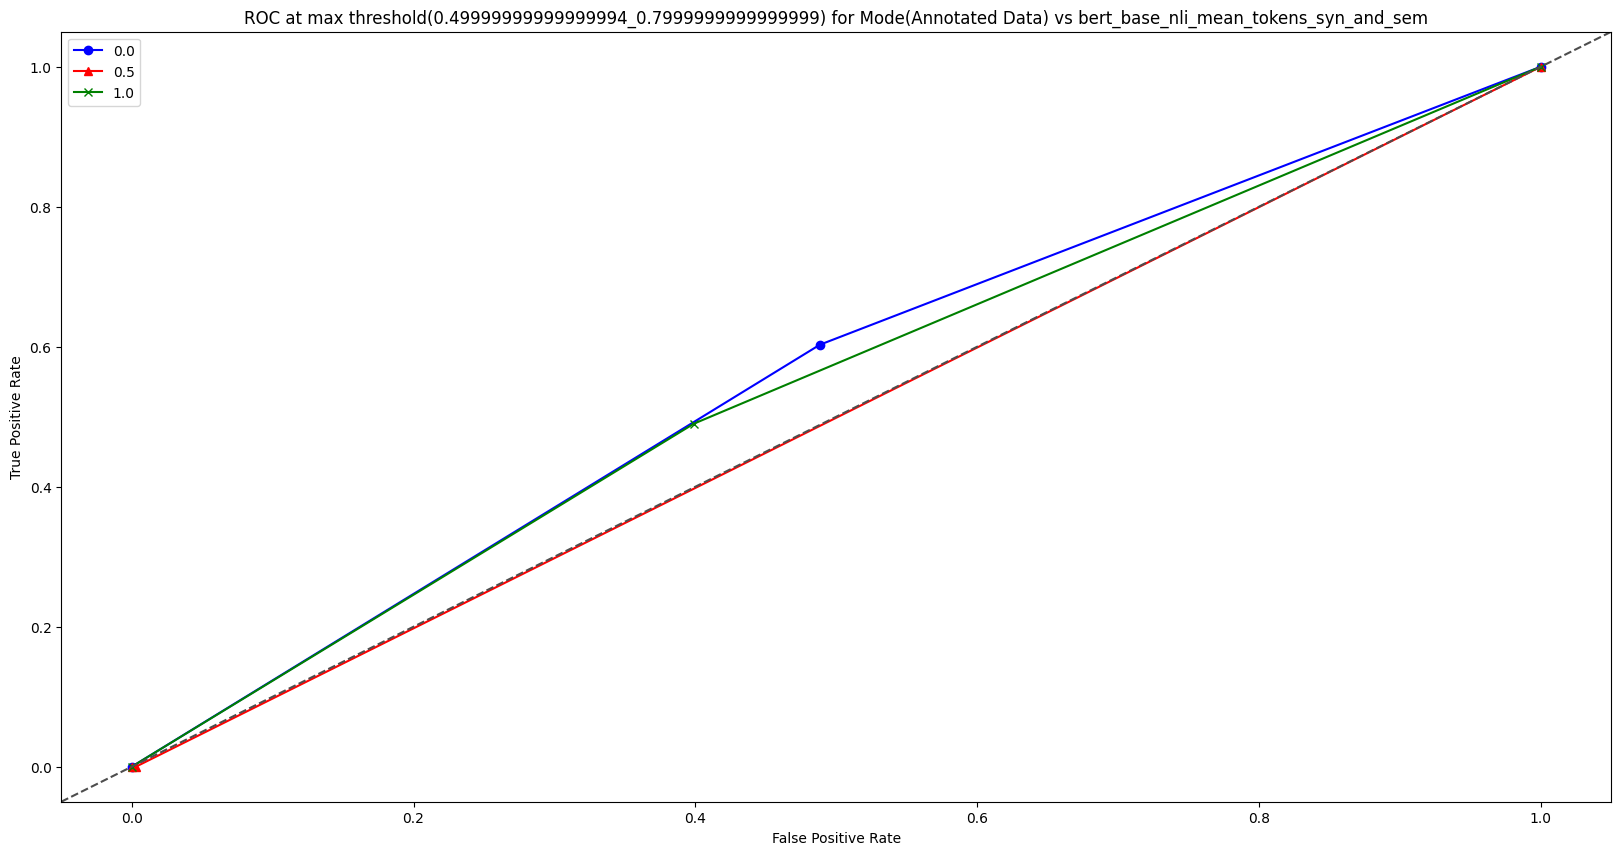 ROC at max threshold(0.49999999999999994_0.7999999999999999) for Mode(Annotated Data) vs bert_base_nli_mean_tokens_syn_and_sem
0.0
0.5
1.0
1.0
0.8
0.6
0.4
0.2
0.0
True Positive Rate
0.0 0.2 0.4 0.6 0.8 1.0
False Positive Rate